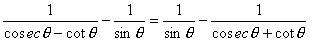 1/(cosec θ − cot θ) − 1/sin θ = 1/sin θ − 1/(cosec θ + cot θ)